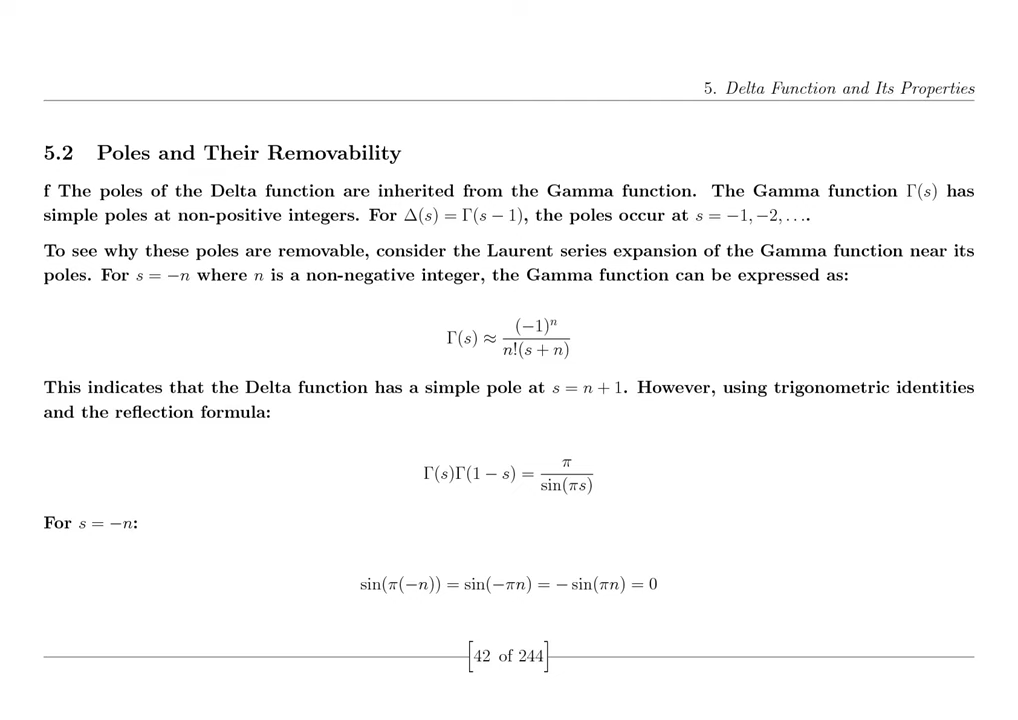 5. Delta Function and Its Properties
5.2 Poles and Their Removability
f The poles of the Delta function are inherited from the Gamma function. The Gamma function Γ(s) has
simple poles at non-positive integers. For Δ(s) = Γ(s − 1), the poles occur at s = −1, −2, . . ..
To see why these poles are removable, consider the Laurent series expansion of the Gamma function near its
poles. For s = −n where n is a non-negative integer, the Gamma function can be expressed as:
Γ(s) ≈ (−1)ⁿ / n!(s + n)
This indicates that the Delta function has a simple pole at s = n + 1. However, using trigonometric identities
and the reflection formula:
Γ(s)Γ(1 − s) = π / sin(πs)
For s = −n:
sin(π(−n)) = sin(−πn) = − sin(πn) = 0
[42 of 244]